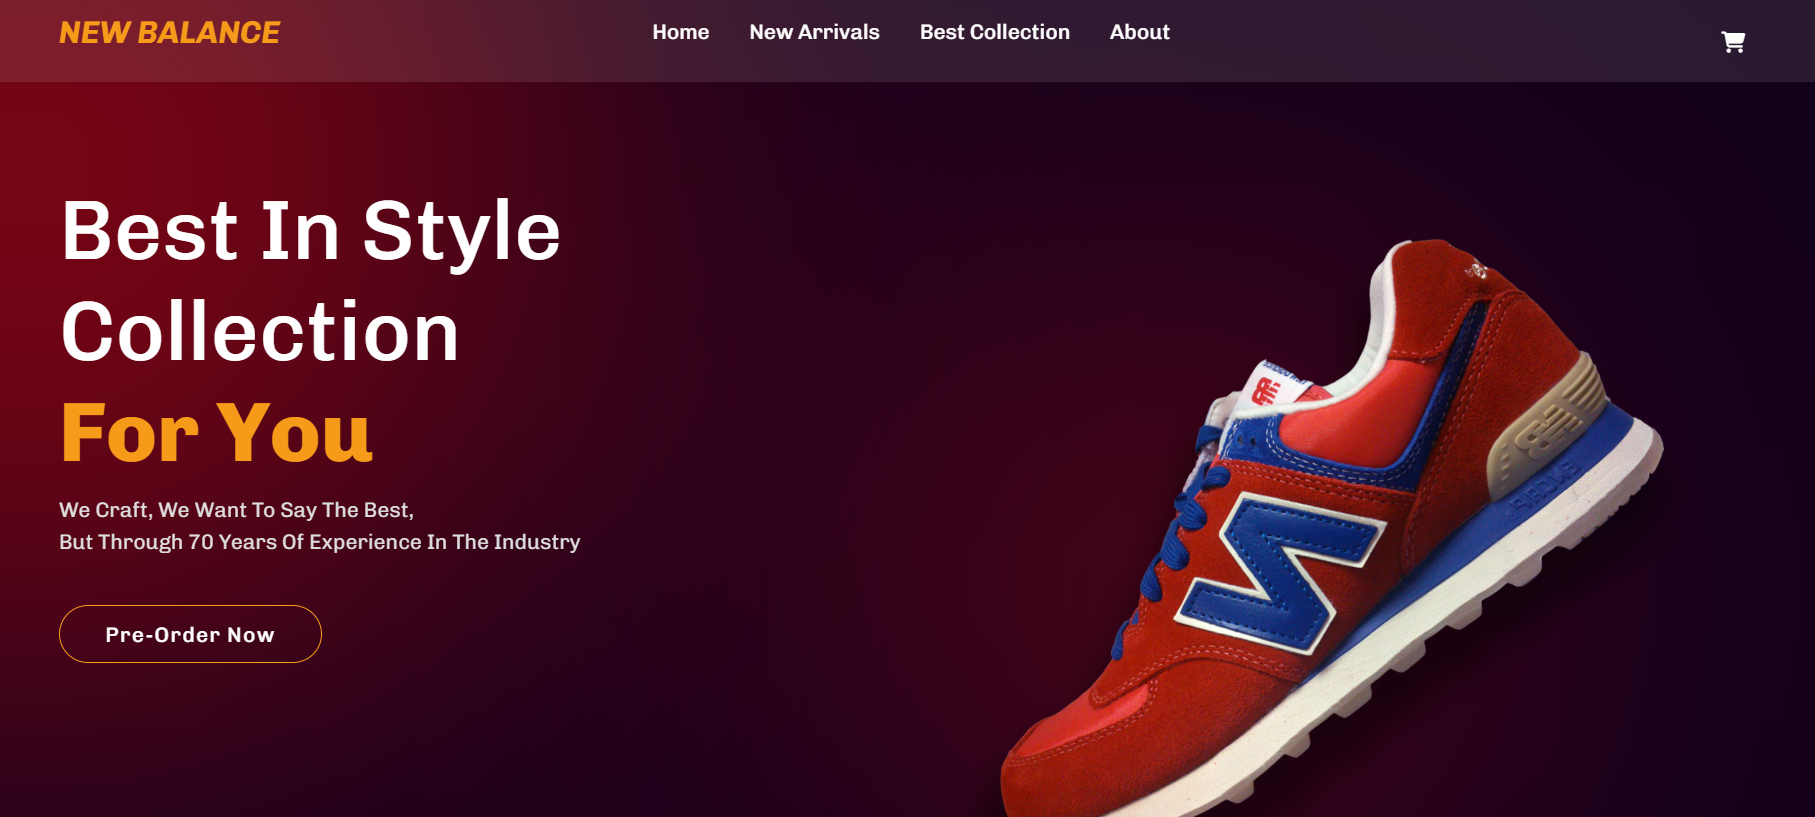 NEW BALANCE
Home New Arrivals Best Collection About
Best In Style
Collection
For You
We Craft, We Want To Say The Best,
But Through 70 Years Of Experience In The Industry
Pre-Order Now
N
ENCAP